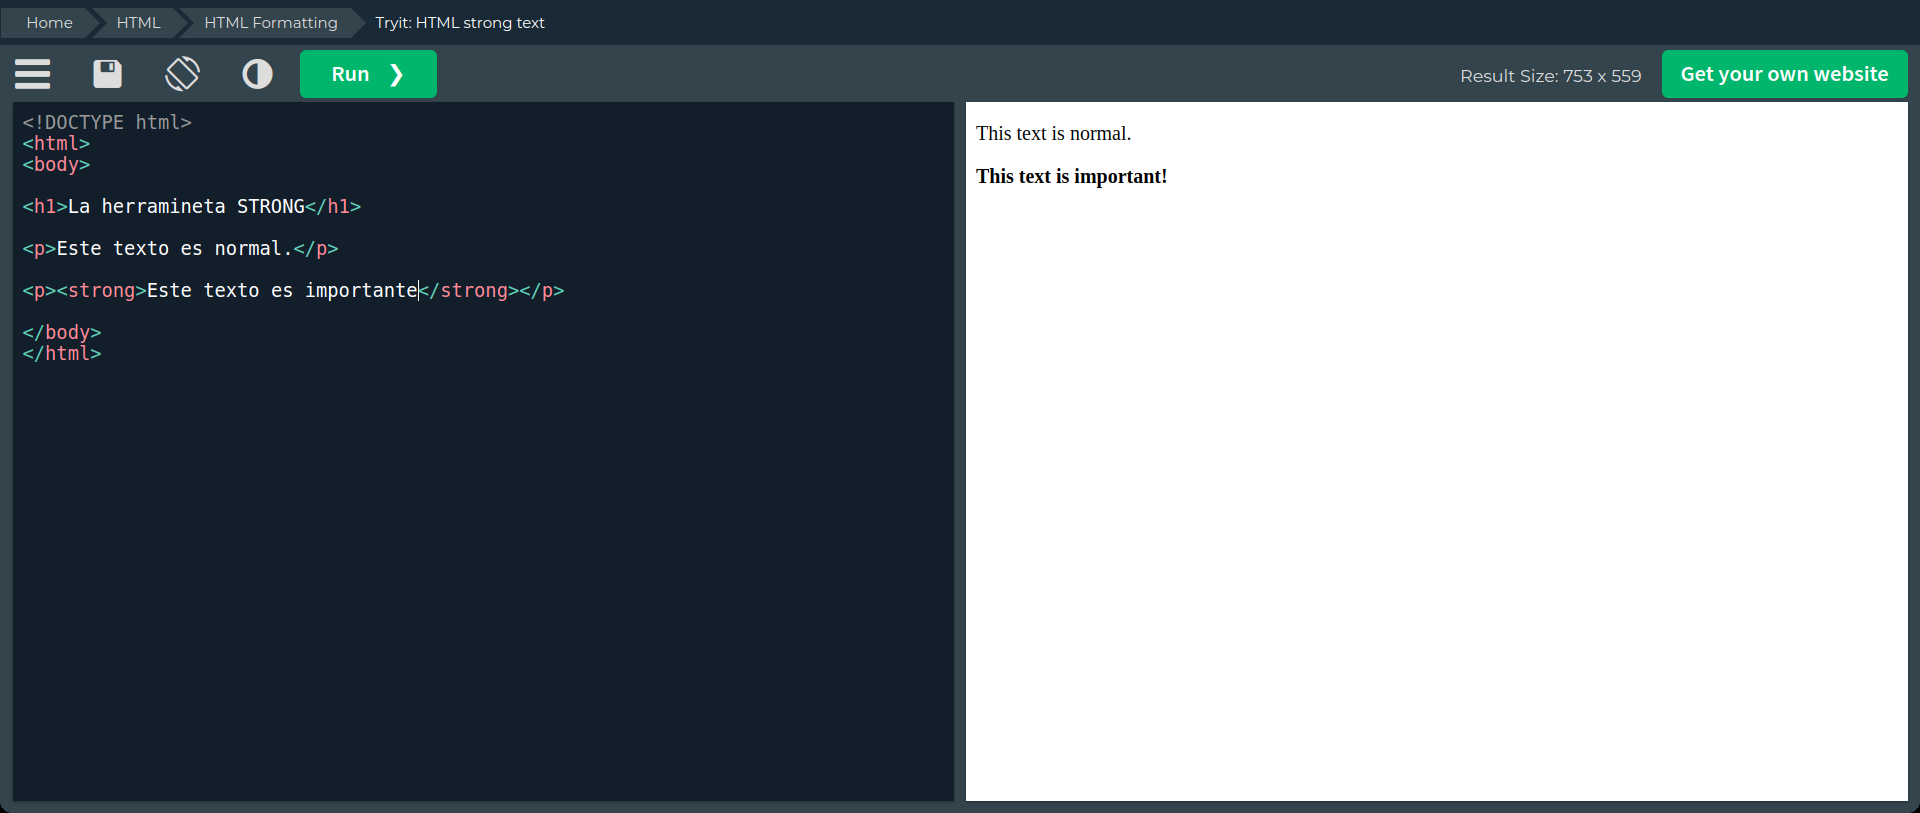 Home HTML HTML Formatting Tryit: HTML strong text
Run ❯ Result Size: 753 x 559 Get your own website
<!DOCTYPE html>
<html>
<body>
<h1>La herramineta STRONG</h1>
<p>Este texto es normal.</p>
<p><strong>Este texto es importante</strong></p>
</body>
</html>
This text is normal.
This text is important!